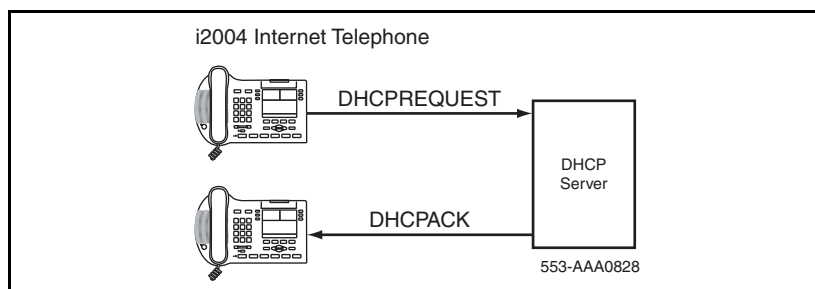 i2004 Internet Telephone
DHCPREQUEST
DHCP
Server
DHCPACK
553-AAA0828